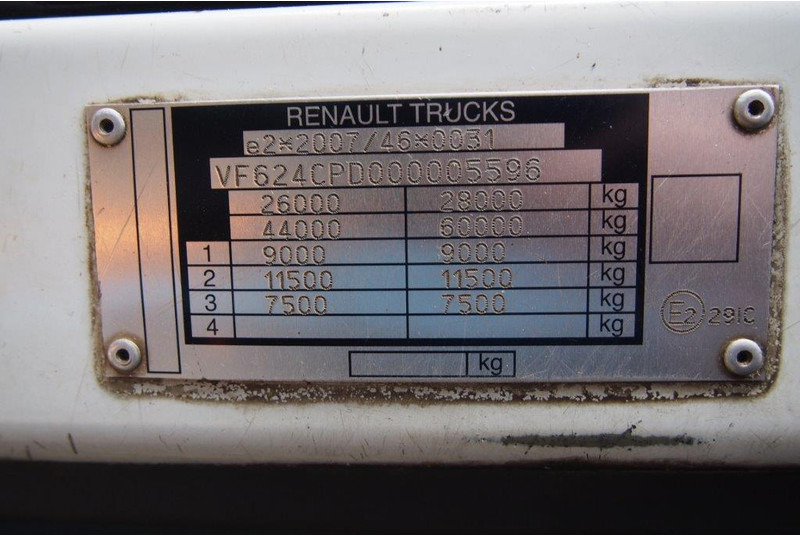 RENAULT TRUCKS
e2*2007/46*0031
VF624CPD000005596
26000 28000 kg
44000 60000 kg
1 9000 9000 kg
2 11500 11500 kg
3 7500 7500 kg
4 kg
E2 291C
kg